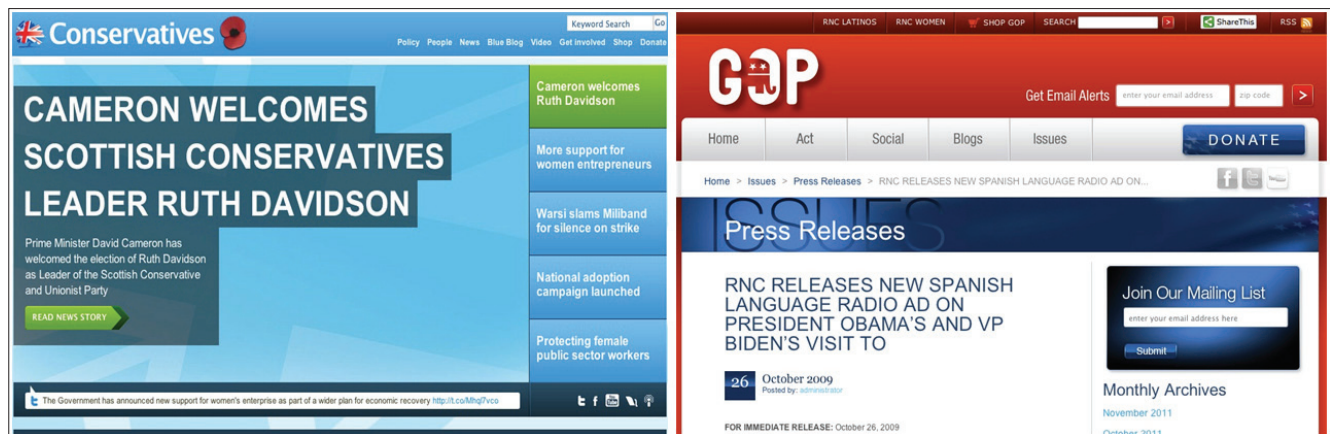 Conservatives
Keyword Search Go
Policy People News Blue Blog Video Get involved Shop Donate
CAMERON WELCOMES
SCOTTISH CONSERVATIVES
LEADER RUTH DAVIDSON
Prime Minister David Cameron has
welcomed the election of Ruth Davidson
as Leader of the Scottish Conservative
and Unionist Party
READ NEWS STORY
Cameron welcomes
Ruth Davidson
More support for
women entrepreneurs
Warsi slams Miliband
for silence on strike
National adoption
campaign launched
Protecting female
public sector workers
The Government has announced new support for women's enterprise as part of a wider plan for economic recovery
RNC LATINOS RNC WOMEN SHOP GOP SEARCH ShareThis RSS
GOP
Get Email Alerts enter your email address zip code >
Home Act Social Blogs Issues DONATE
Home > Issues > Press Releases > RNC RELEASES NEW SPANISH LANGUAGE RADIO AD ON...
ISSUES
Press Releases
RNC RELEASES NEW SPANISH
LANGUAGE RADIO AD ON
PRESIDENT OBAMA'S AND VP
BIDEN'S VISIT TO
26 October 2009
Posted by: administrator
FOR IMMEDIATE RELEASE: October 26, 2009
Join Our Mailing List
enter your email address here
Submit
Monthly Archives
November 2011
October 2011